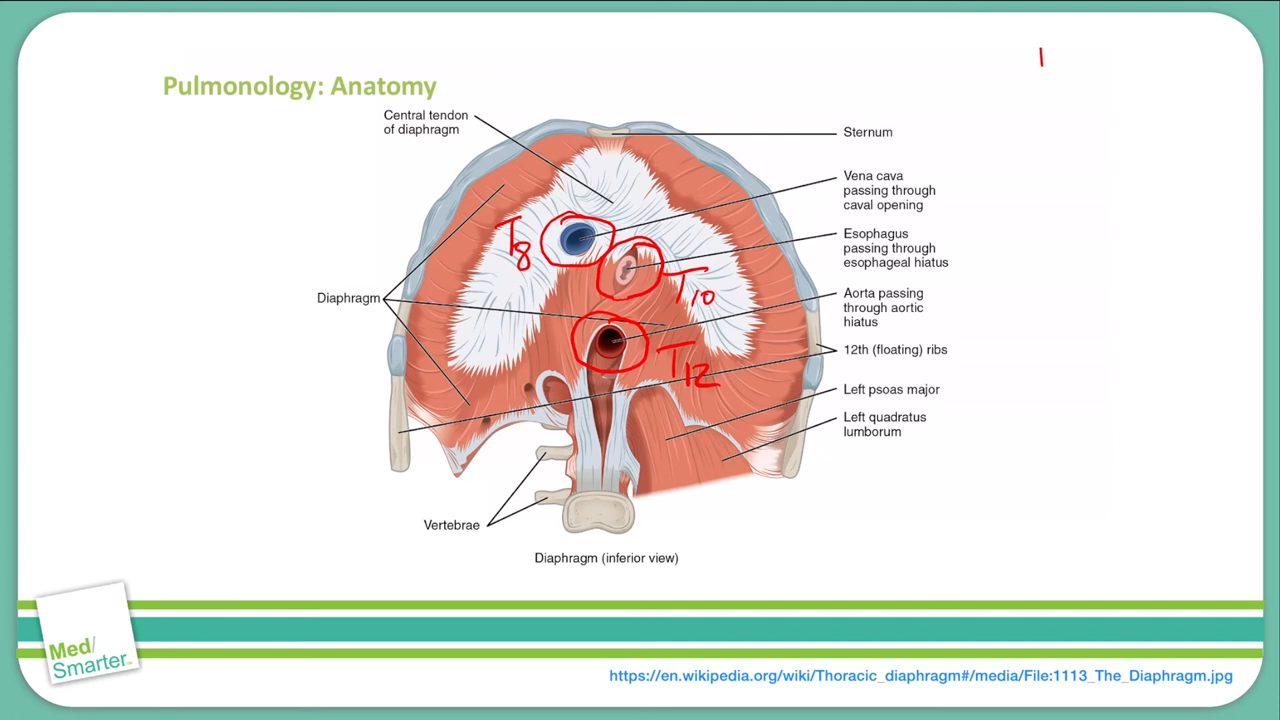 Pulmonology: Anatomy
Central tendon
of diaphragm
Sternum
Vena cava
passing through
caval opening
T8
Esophagus
passing through
esophageal hiatus
T10
Diaphragm
Aorta passing
through aortic
hiatus
T12
12th (floating) ribs
Left psoas major
Left quadratus
lumborum
Vertebrae
Diaphragm (inferior view)
Med/
Smarter™
https://en.wikipedia.org/wiki/Thoracic_diaphragm#/media/File:1113_The_Diaphragm.jpg